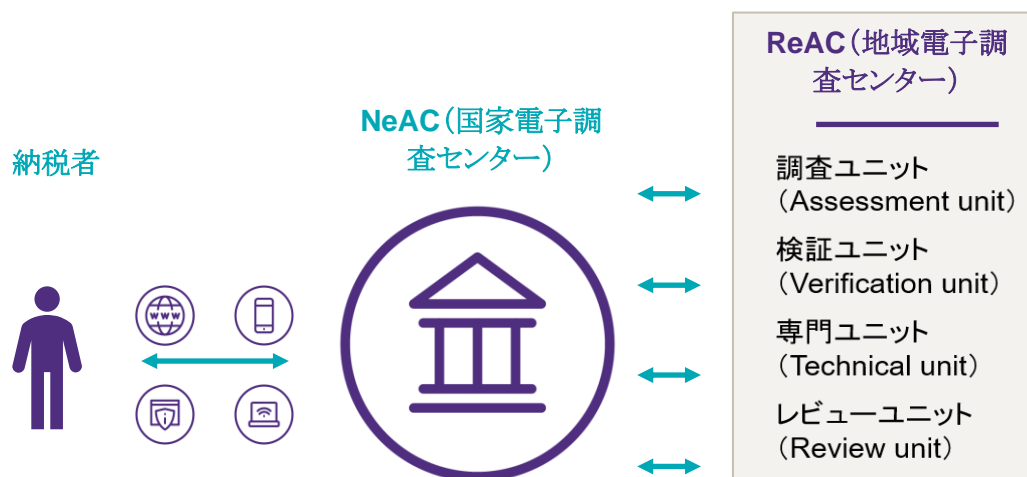 納税者
NeAC（国家電子調
査センター）
www
ReAC（地域電子調
査センター）
調査ユニット
（Assessment unit）
検証ユニット
（Verification unit）
専門ユニット
（Technical unit）
レビューユニット
（Review unit）